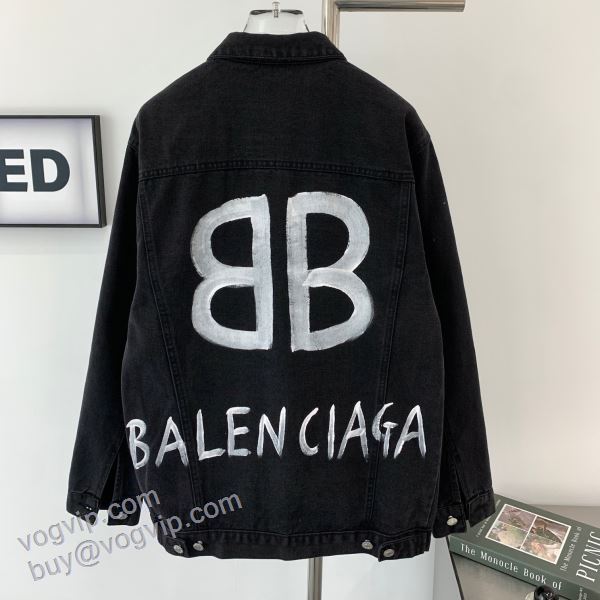 ED
BB
BALENCIAGA
vogvip.com
buy@vogvip.com
The Monocle Book of
PICNIC